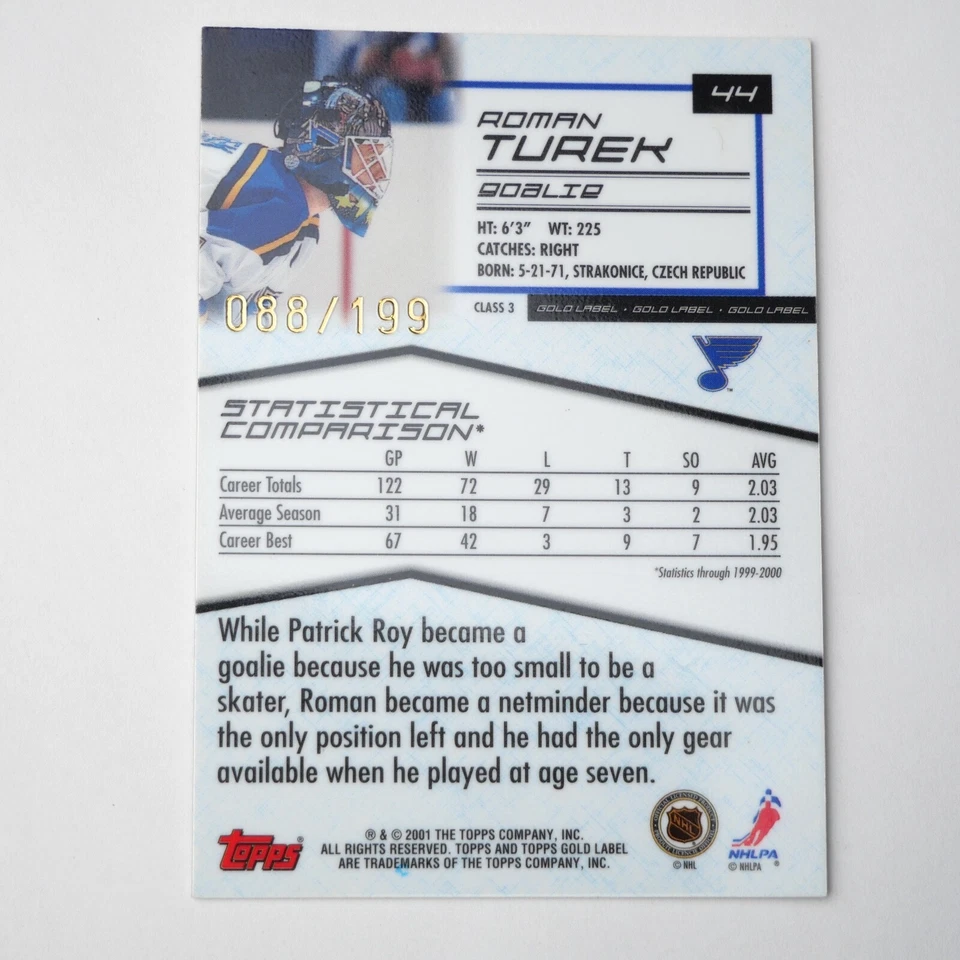 44
ROMAN
TUREK
GOALIE
HT: 6'3" WT: 225
CATCHES: RIGHT
BORN: 5-21-71, STRAKONICE, CZECH REPUBLIC
088/199
CLASS 3 GOLD LABEL • GOLD LABEL • GOLD LABEL
™
STATISTICAL
COMPARISON*
GP W L T SO AVG
Career Totals 122 72 29 13 9 2.03
Average Season 31 18 7 3 2 2.03
Career Best 67 42 3 9 7 1.95
*Statistics through 1999-2000
While Patrick Roy became a
goalie because he was too small to be a
skater, Roman became a netminder because it was
the only position left and he had the only gear
available when he played at age seven.
Topps®
® & © 2001 THE TOPPS COMPANY, INC.
ALL RIGHTS RESERVED. TOPPS AND TOPPS GOLD LABEL
ARE TRADEMARKS OF THE TOPPS COMPANY, INC.
NHL
© NHL
NHLPA®
© NHLPA